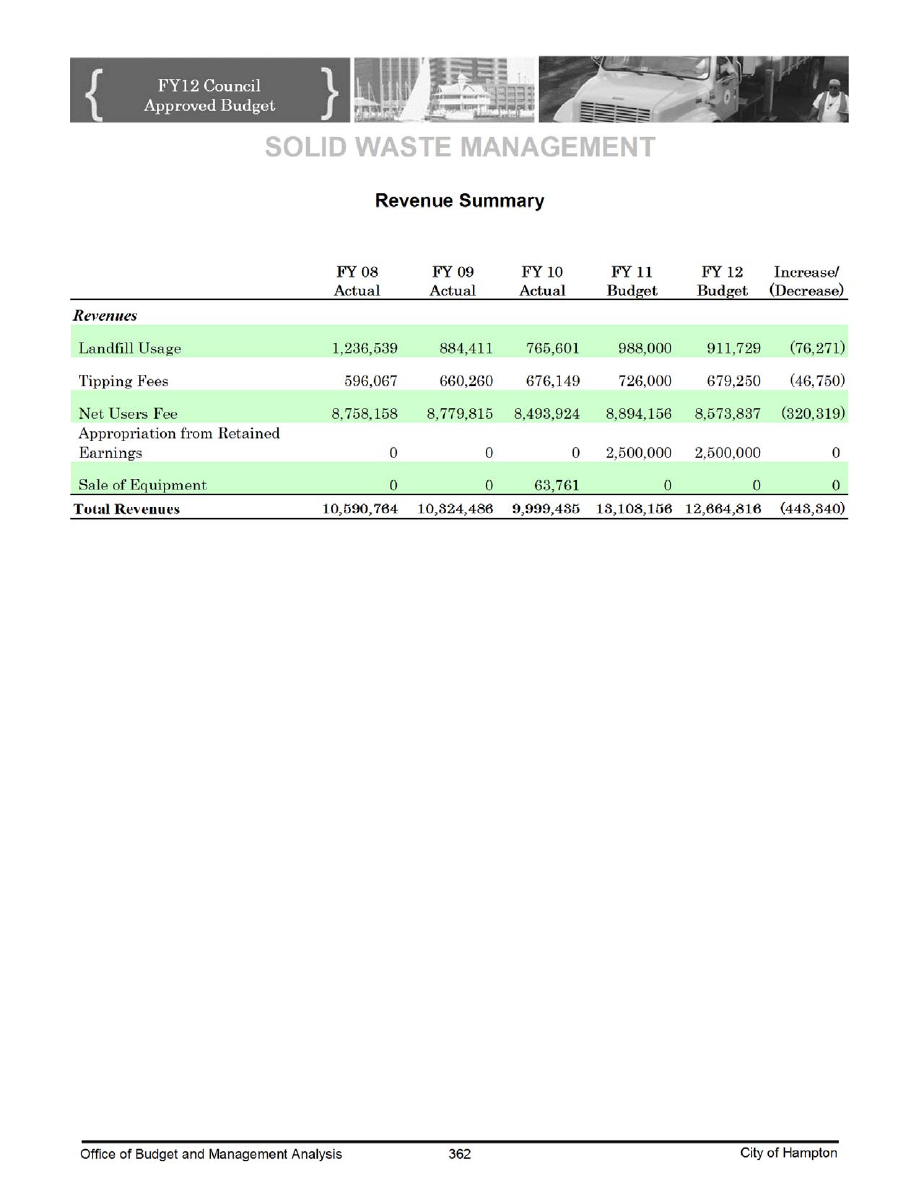 FY12 Council
Approved Budget
SOLID WASTE MANAGEMENT
Revenue Summary
FY 08 FY 09 FY 10 FY 11 FY 12 Increase/
Actual Actual Actual Budget Budget (Decrease)
Revenues
Landfill Usage 1,236,539 884,411 765,601 988,000 911,729 (76,271)
Tipping Fees 596,067 660,260 676,149 726,000 679,250 (46,750)
Net Users Fee 8,758,158 8,779,815 8,493,924 8,894,156 8,573,837 (320,319)
Appropriation from Retained
Earnings 0 0 0 2,500,000 2,500,000 0
Sale of Equipment 0 0 63,761 0 0 0
Total Revenues 10,590,764 10,324,486 9,999,435 13,108,156 12,664,816 (443,340)
Office of Budget and Management Analysis 362 City of Hampton